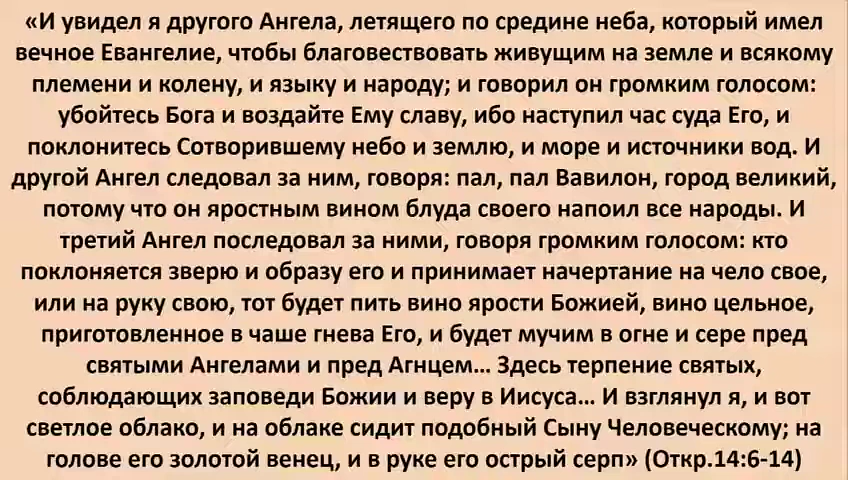 «И увидел я другого Ангела, летящего по средине неба, который имел
вечное Евангелие, чтобы благовествовать живущим на земле и всякому
племени и колену, и языку и народу; и говорил он громким голосом:
убойтесь Бога и воздайте Ему славу, ибо наступил час суда Его, и
поклонитесь Сотворившему небо и землю, и море и источники вод. И
другой Ангел следовал за ним, говоря: пал, пал Вавилон, город великий,
потому что он яростным вином блуда своего напоил все народы. И
третий Ангел последовал за ними, говоря громким голосом: кто
поклоняется зверю и образу его и принимает начертание на чело свое,
или на руку свою, тот будет пить вино ярости Божией, вино цельное,
приготовленное в чаше гнева Его, и будет мучим в огне и сере пред
святыми Ангелами и пред Агнцем… Здесь терпение святых,
соблюдающих заповеди Божии и веру в Иисуса… И взглянул я, и вот
светлое облако, и на облаке сидит подобный Сыну Человеческому; на
голове его золотой венец, и в руке его острый серп» (Откр.14:6-14)